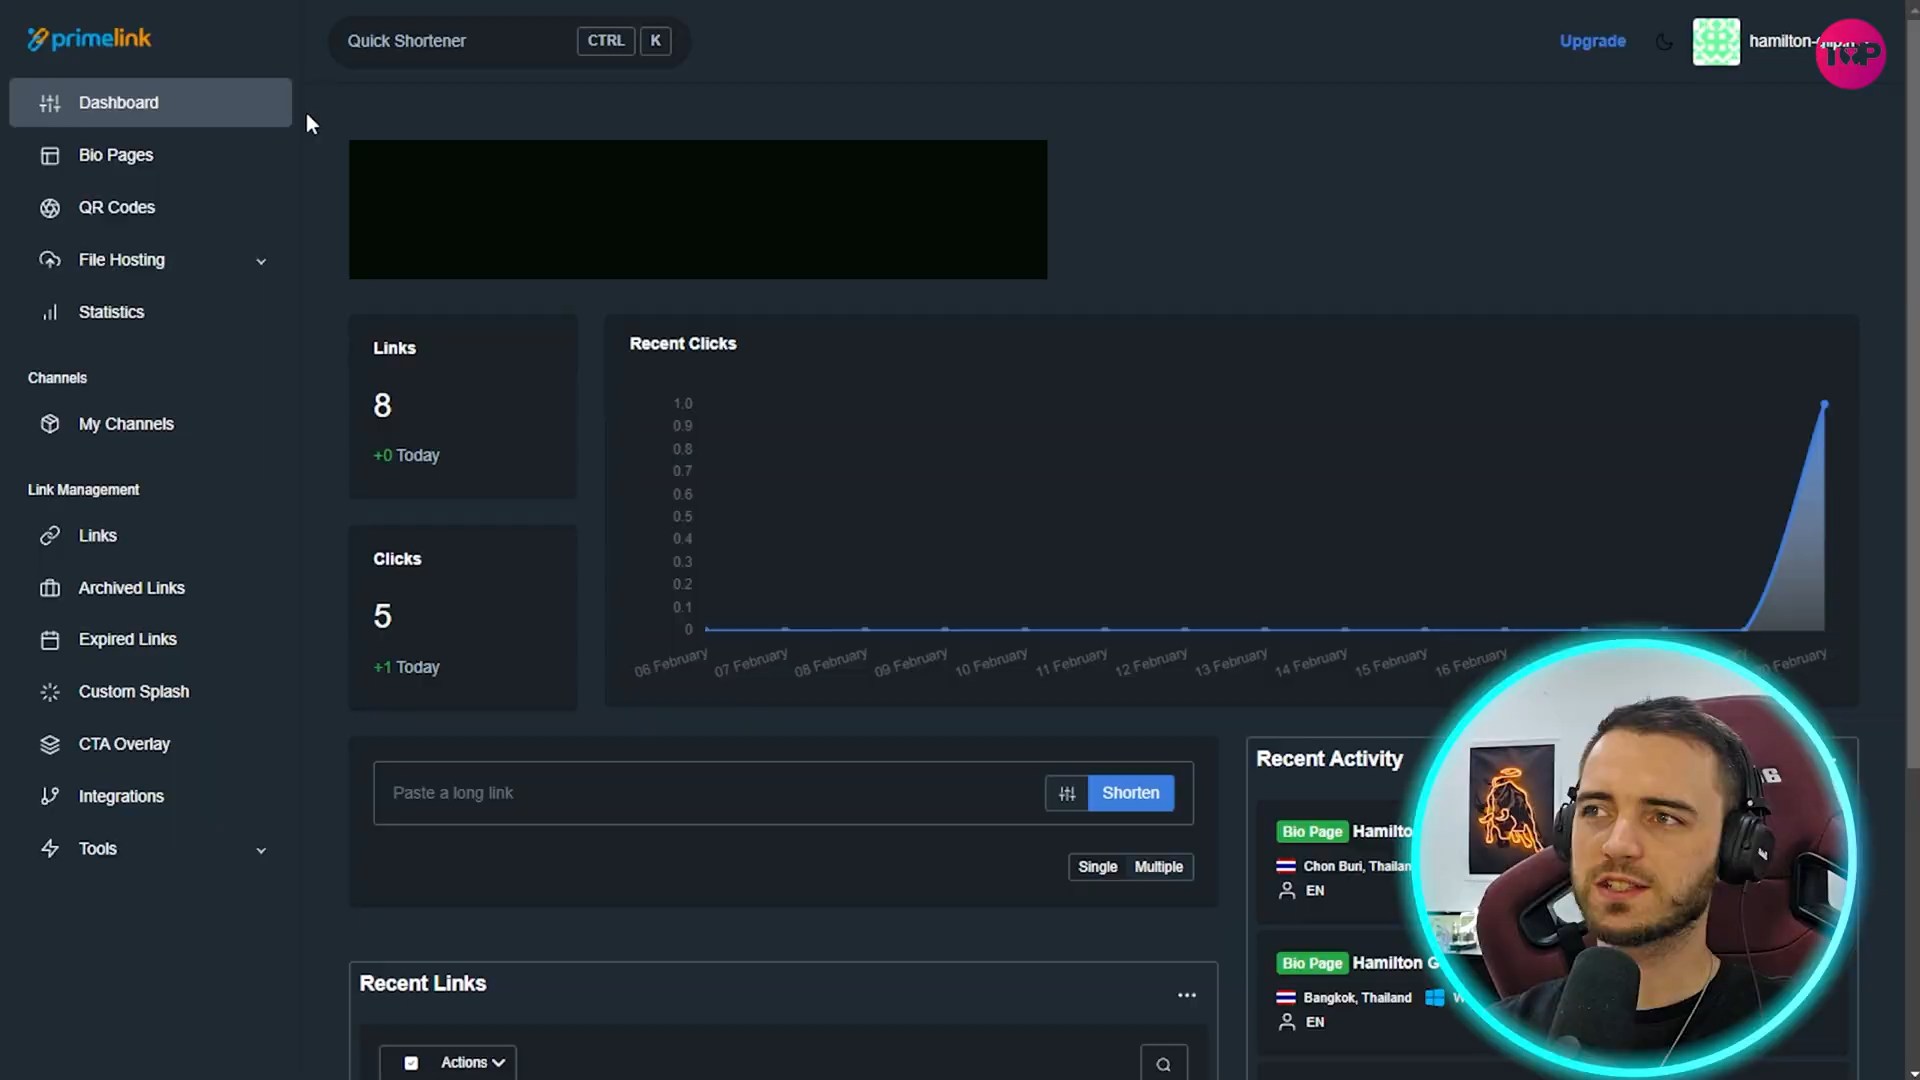 primelink
Quick Shortener
CTRL
K
Upgrade
TOP
Dashboard
Bio Pages
QR Codes
File Hosting
Statistics
Channels
My Channels
Link Management
Links
Archived Links
Expired Links
Custom Splash
CTA Overlay
Integrations
Tools
Links
8
+0 Today
Clicks
5
+1 Today
Recent Clicks
1.0
0.9
0.8
0.7
0.6
0.5
0.4
0.3
0.2
0.1
0
06 February
07 February
08 February
09 February
10 February
11 February
12 February
13 February
14 February
15 February
16 February
February
Paste a long link
Shorten
Single
Multiple
Recent Links
Actions
Recent Activity
Bio Page Hamilto
Chon Buri, Thailan
EN
Bio Page Hamilton G
Bangkok, Thailand W
EN
6